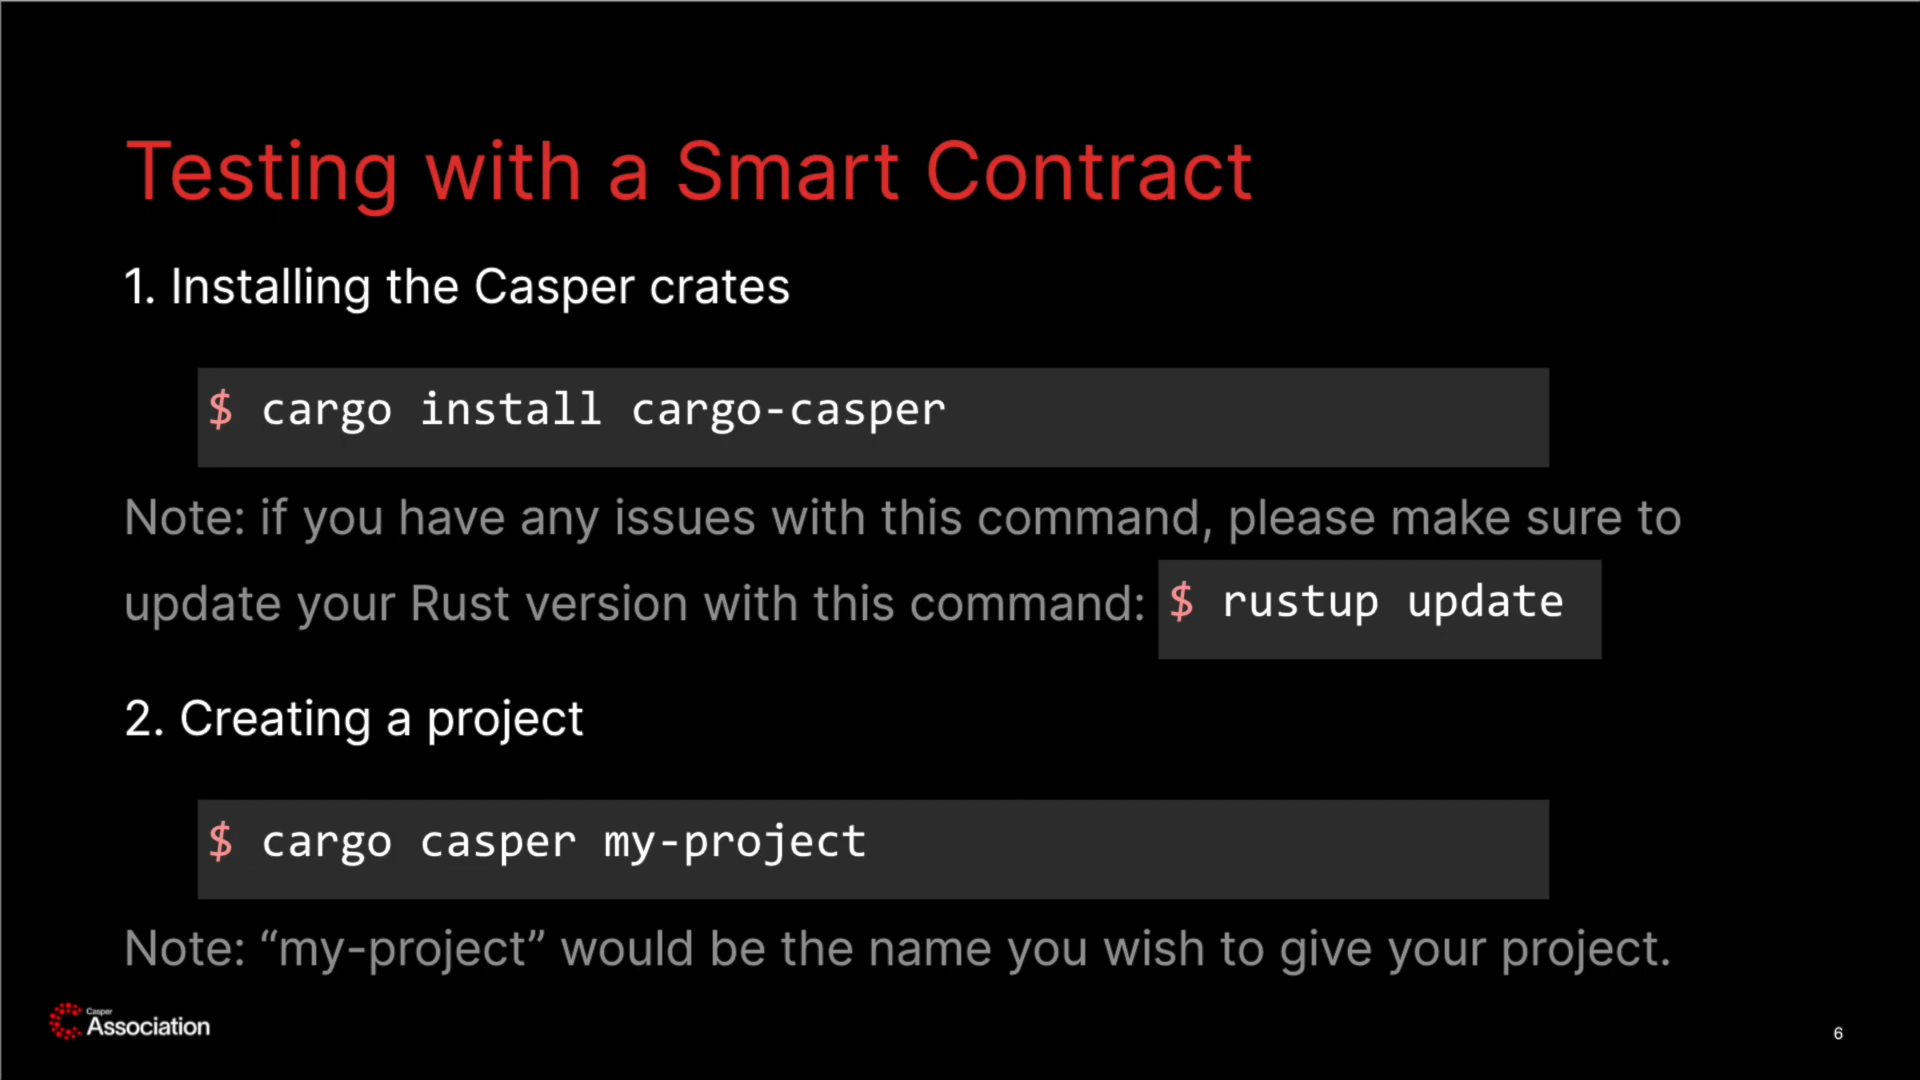 Testing with a Smart Contract
1. Installing the Casper crates
$ cargo install cargo-casper
Note: if you have any issues with this command, please make sure to
update your Rust version with this command: $ rustup update
2. Creating a project
$ cargo casper my-project
Note: “my-project” would be the name you wish to give your project.
Casper
Association
6